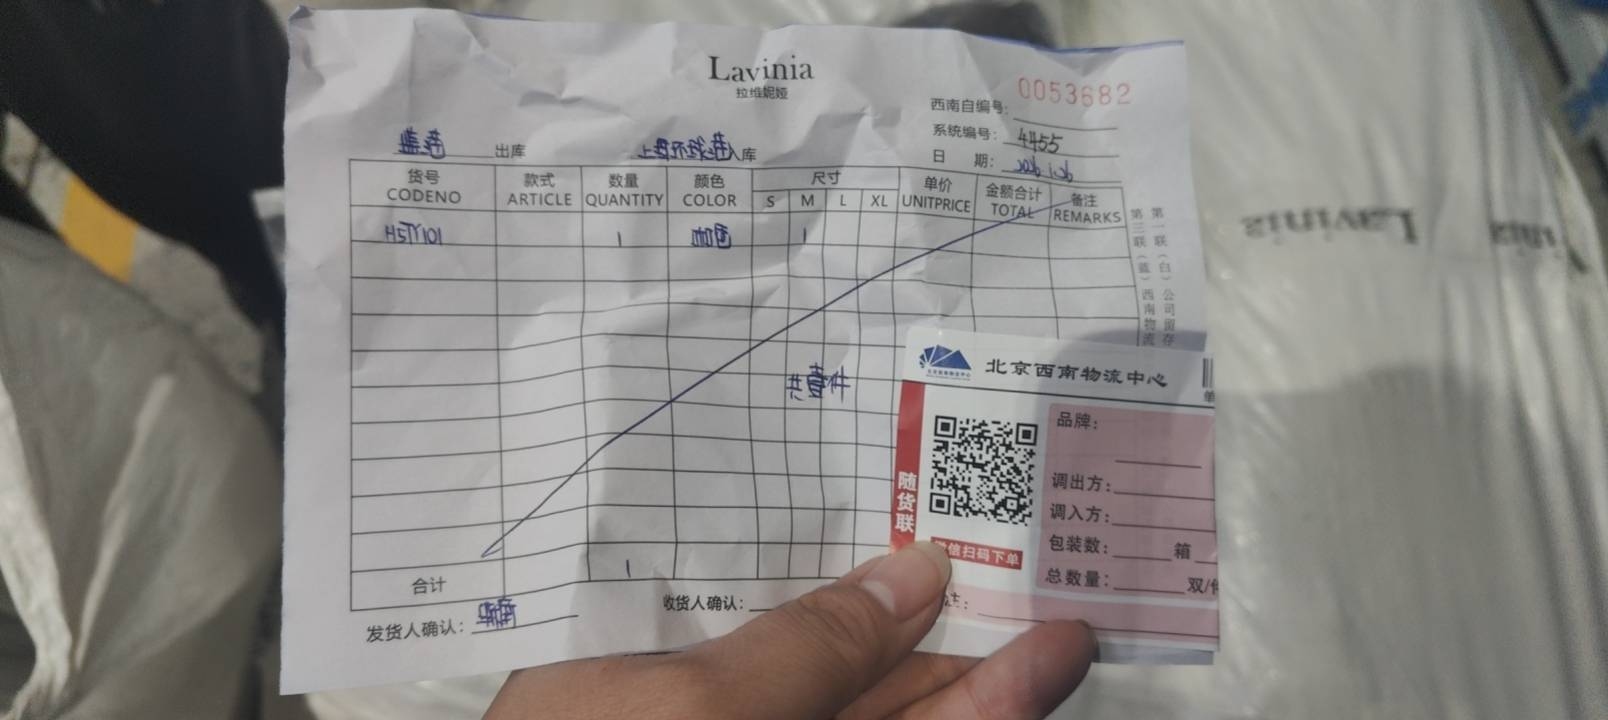 Lavinia
拉维妮娅
0053682
西南自编号:
系统编号: 4455
日 期:
出库
入库
货号 款式 数量 颜色 尺寸 单价 金额合计 备注
CODENO ARTICLE QUANTITY COLOR S M L XL UNITPRICE TOTAL REMARKS
H5TY101 1 咖色 1
共壹件
合计 1
发货人确认:
收货人确认:
第一联(白)公司留存
第三联(蓝)西南物流
北京西南物流中心
随货联
微信扫码下单
品牌:
调出方:
调入方:
包装数: 箱
总数量: 双/件
Lavinia